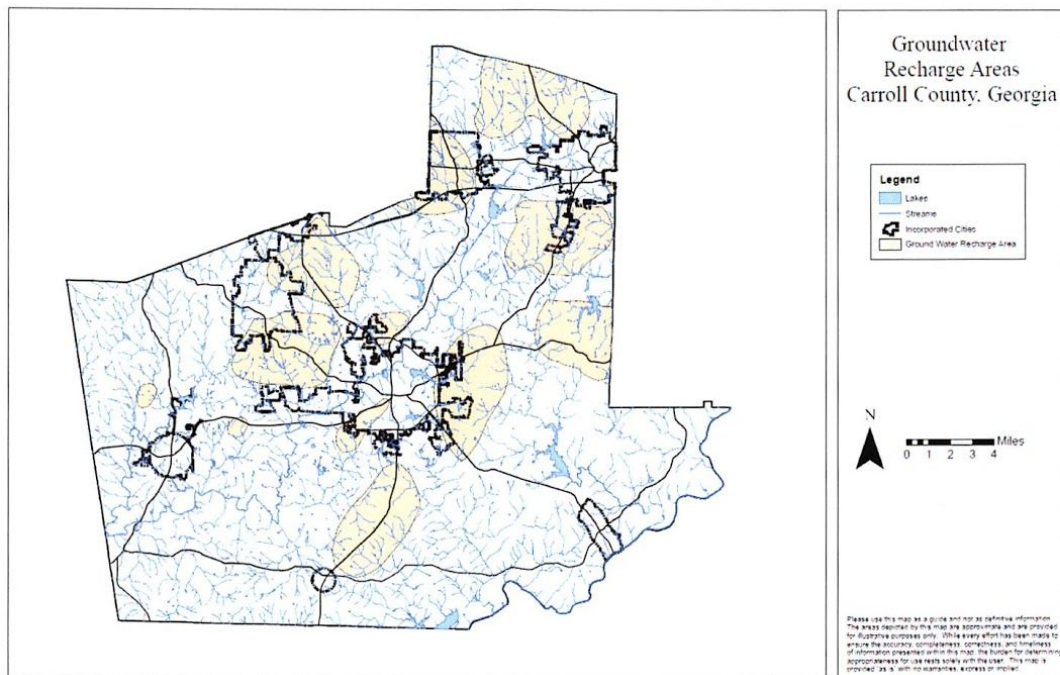 Groundwater
Recharge Areas
Carroll County, Georgia
Legend
Lakes
Streams
Incorporated Cities
Ground Water Recharge Area
N
Miles
0 1 2 3 4
Please use this map as a guide and not as definitive information.
The areas depicted by this map are approximate and are provided
for illustrative purposes only. While every effort has been made to
ensure the accuracy, completeness, correctness, and timeliness
of information presented within this map, the burden for determining
appropriateness for use rests solely with the user. This map is
provided "as is" with no warranties, express or implied.